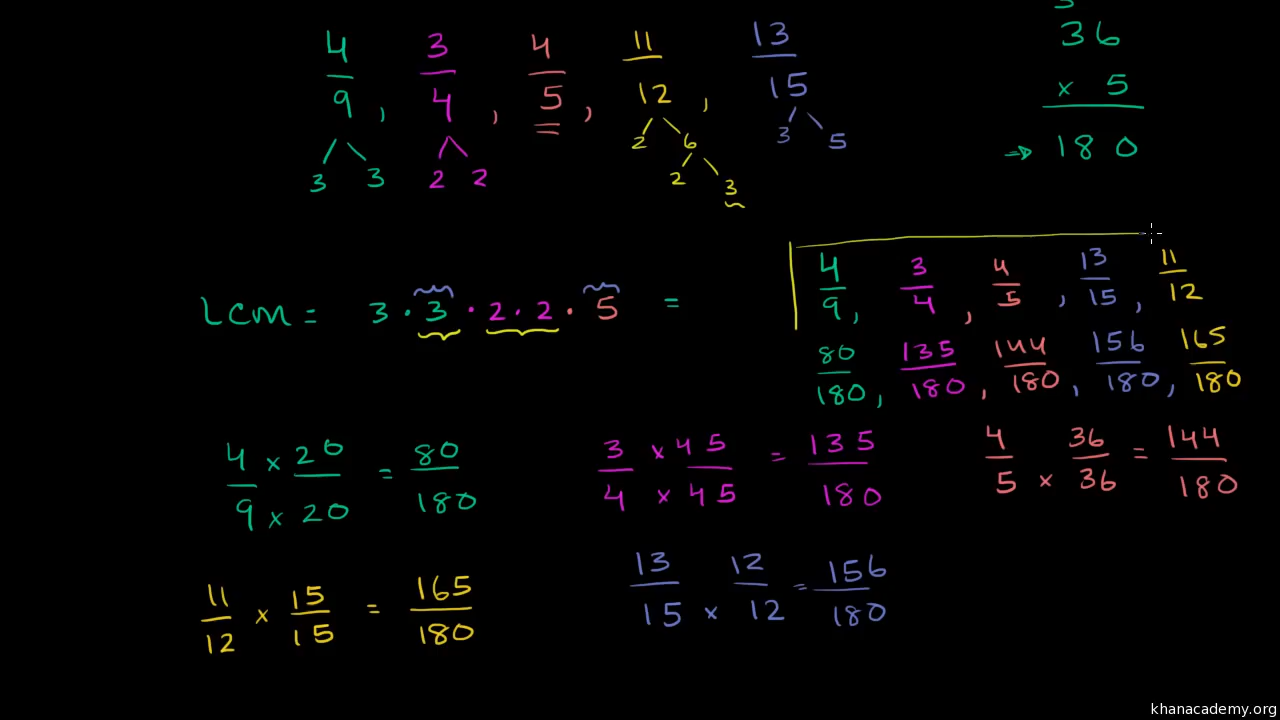 4/9, 3/4, 4/5, 11/12, 13/15
3 3 2 2 2 6 3 5
2 3
36
x 5
⇒ 180
LCM = 3 · 3 · 2 · 2 · 5 =
4/9, 3/4, 4/5, 13/15, 11/12
80/180, 135/180, 144/180, 156/180, 165/180
4/9 x 20/20 = 80/180
3/4 x 45/45 = 135/180
4/5 x 36/36 = 144/180
11/12 x 15/15 = 165/180
13/15 x 12/12 = 156/180
khanacademy.org